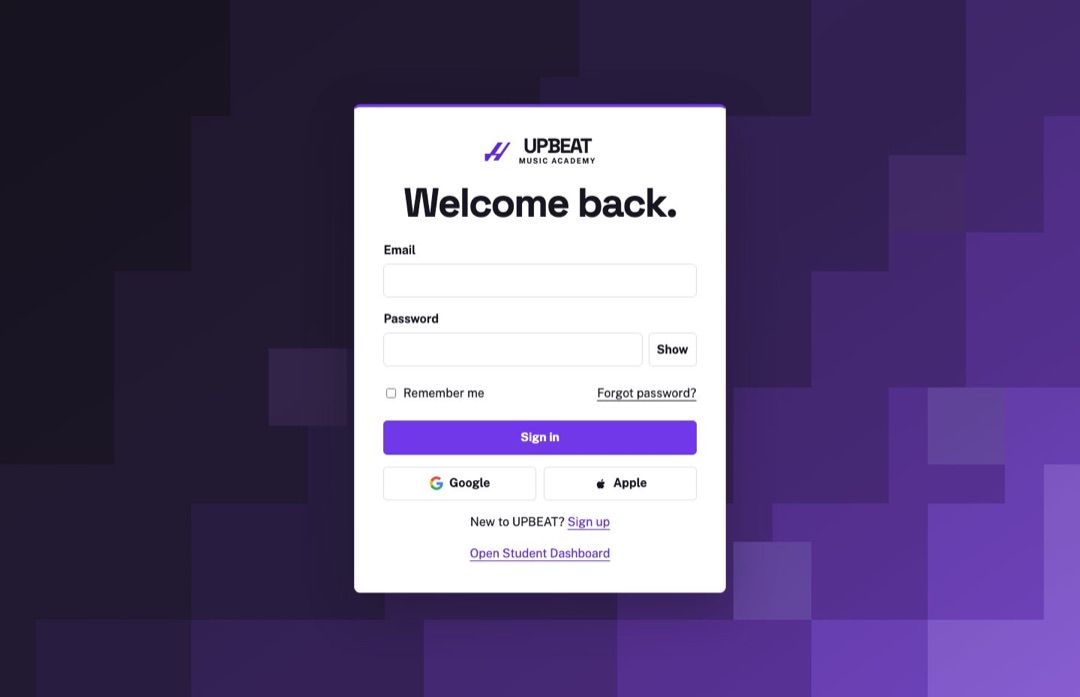 UPBEAT
MUSIC ACADEMY
Welcome back.
Email
Password
Show
Remember me
Forgot password?
Sign in
Google
Apple
New to UPBEAT? Sign up
Open Student Dashboard